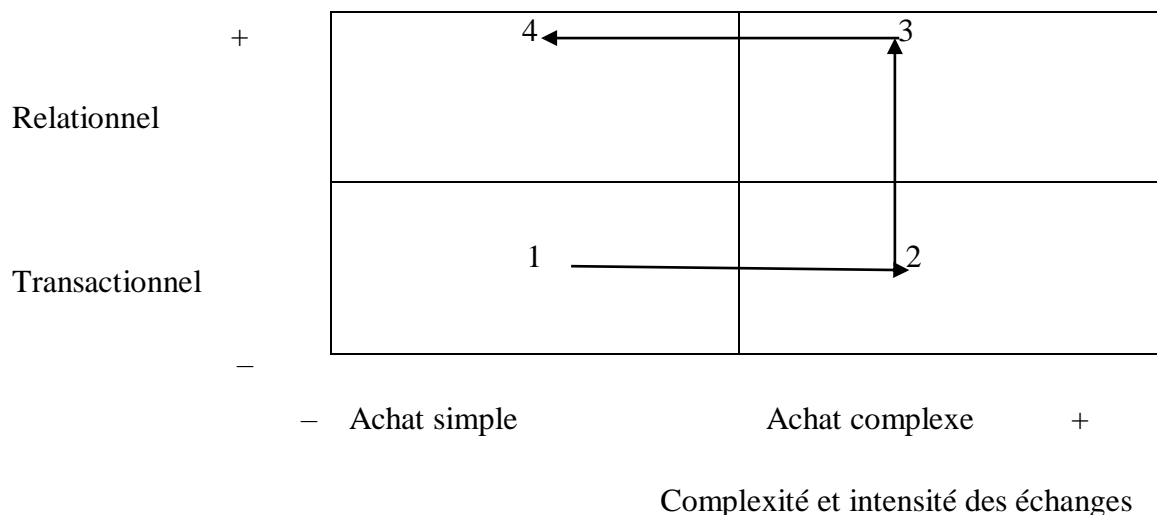 + 4 3
Relationnel
1 2
Transactionnel
–
– Achat simple Achat complexe +
Complexité et intensité des échanges